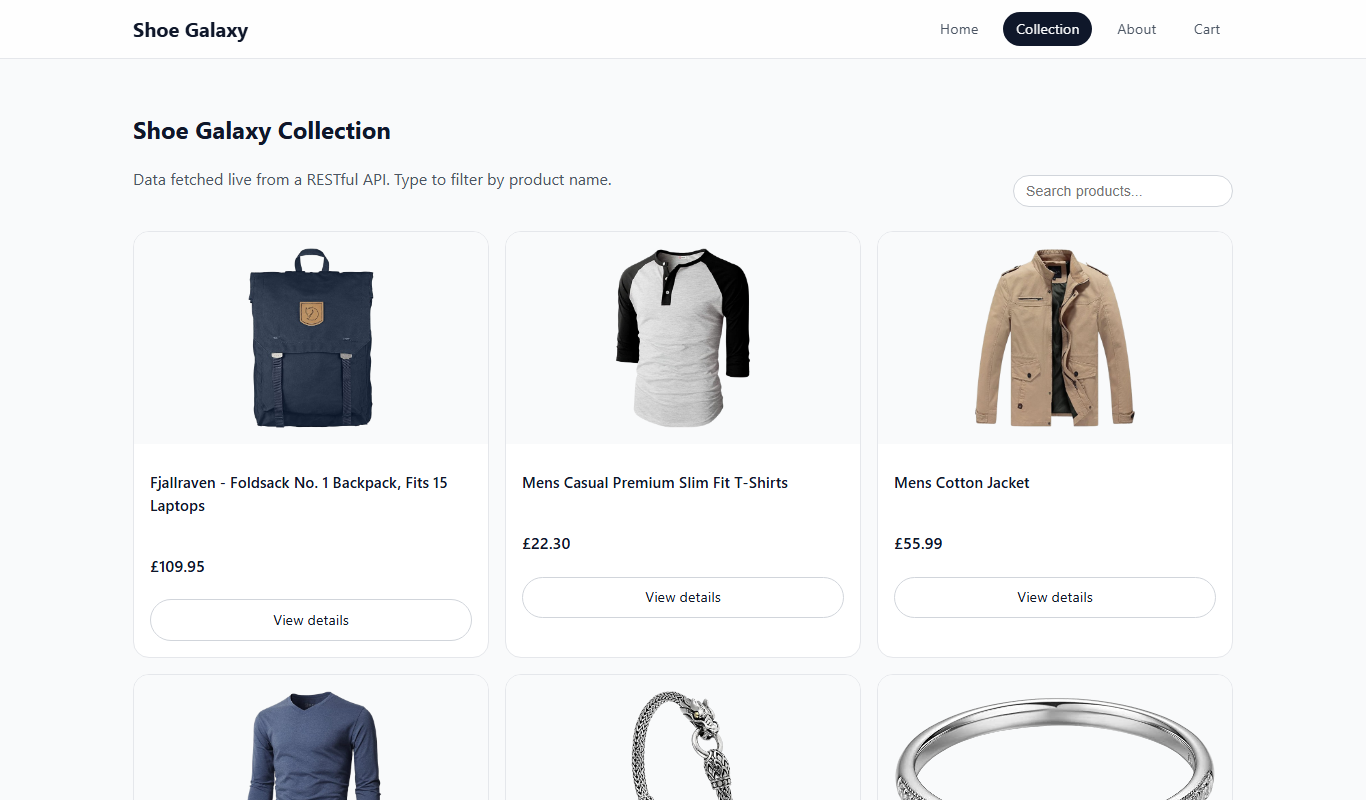 Shoe Galaxy
Home
Collection
About
Cart
Shoe Galaxy Collection
Data fetched live from a RESTful API. Type to filter by product name.
Search products...
Fjallraven - Foldsack No. 1 Backpack, Fits 15
Laptops
£109.95
View details
Mens Casual Premium Slim Fit T-Shirts
£22.30
View details
Mens Cotton Jacket
£55.99
View details